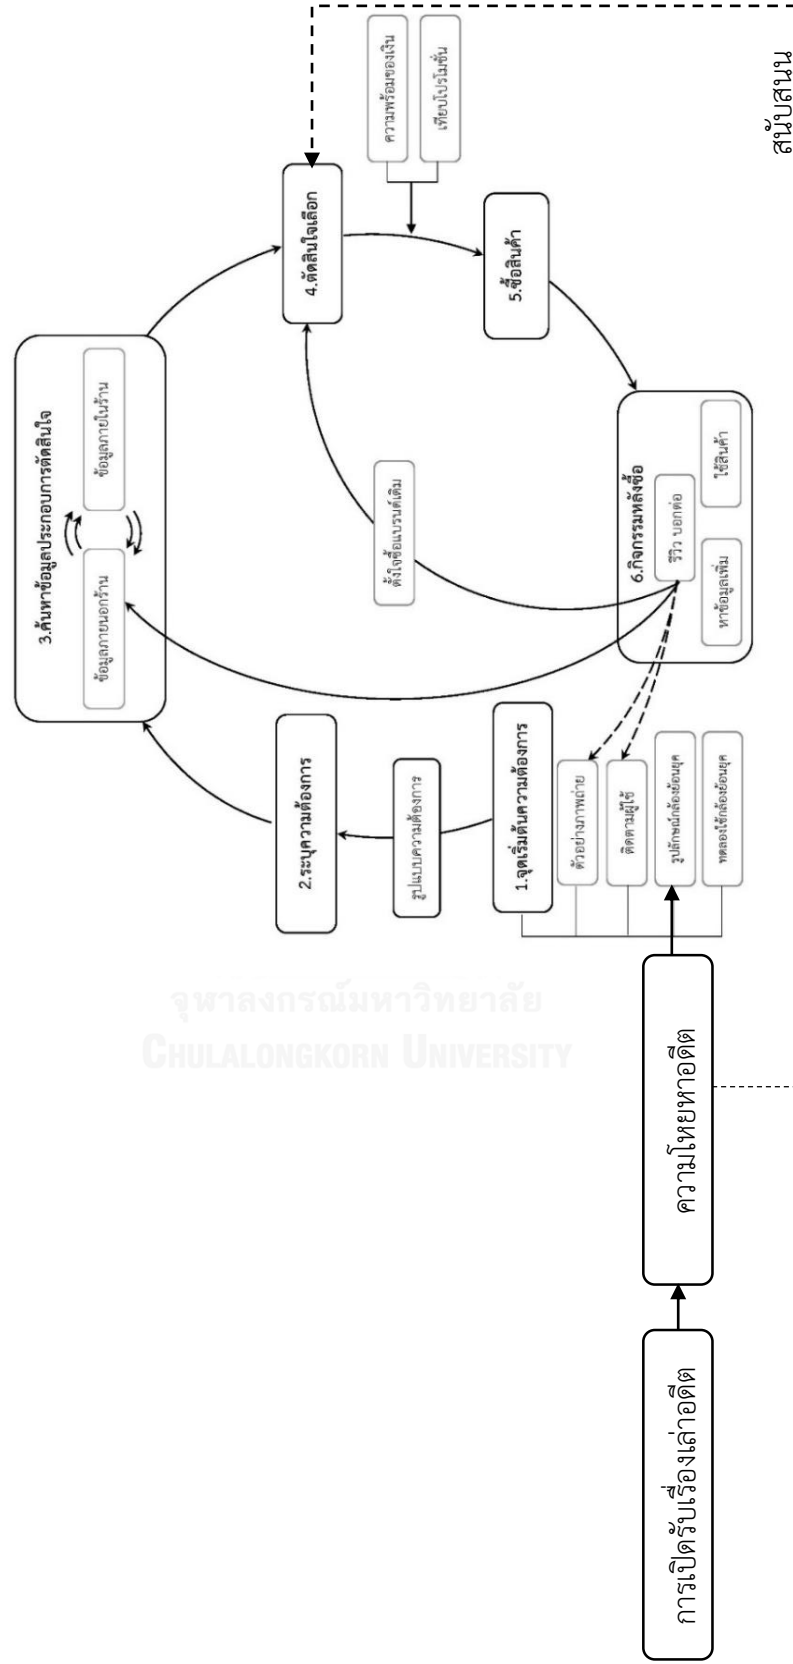 การเปิดรับเรื่องเล่าอดีต
ความโหยหาอดีต
1.จุดเริ่มต้นความต้องการ
ตัวอย่างภาพถ่าย
ติดตามผู้ใช้
รูปลักษณ์กล้องย้อนยุค
ทดลองใช้กล้องย้อนยุค
รูปแบบความต้องการ
2.ระบุความต้องการ
3.ค้นหาข้อมูลประกอบการตัดสินใจ
ข้อมูลภายนอกร้าน
ข้อมูลภายในร้าน
4.ตัดสินใจเลือก
ความพร้อมของเงิน
เทียบโปรโมชั่น
5.ซื้อสินค้า
6.กิจกรรมหลังซื้อ
รีวิว บอกต่อ
หาข้อมูลเพิ่ม
ใช้สินค้า
ตั้งใจซื้อแบรนด์เดิม
สนับสนน
จุฬาลงกรณ์มหาวิทยาลัย
CHULALONGKORN UNIVERSITY